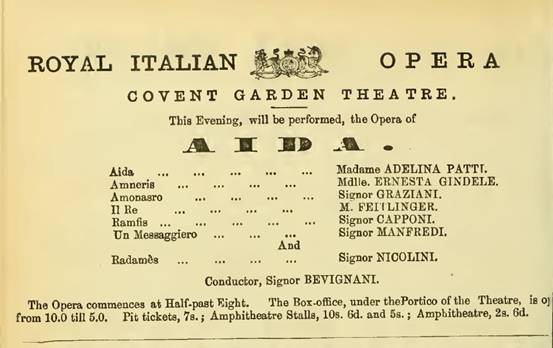 ROYAL ITALIAN OPERA
COVENT GARDEN THEATRE.
This Evening, will be performed, the Opera of
AIDA.
Aida ... ... ... ... ... Madame ADELINA PATTI.
Amneris ... ... ... ... Mdlle. ERNESTA GINDELE.
Amonasro ... ... ... ... Signor GRAZIANI.
Il Re ... ... ... ... M. FEITLINGER.
Ramfis ... ... ... ... ... Signor CAPPONI.
Un Messaggiero ... ... ... Signor MANFREDI.
And
Radamès ... ... ... ... Signor NICOLINI.
Conductor, Signor BEVIGNANI.
The Opera commences at Half-past Eight. The Box-office, under thePortico of the Theatre, is
from 10.0 till 5.0. Pit tickets, 7s.; Amphitheatre Stalls, 10s. 6d. and 5s.; Amphitheatre, 2s. 6d.